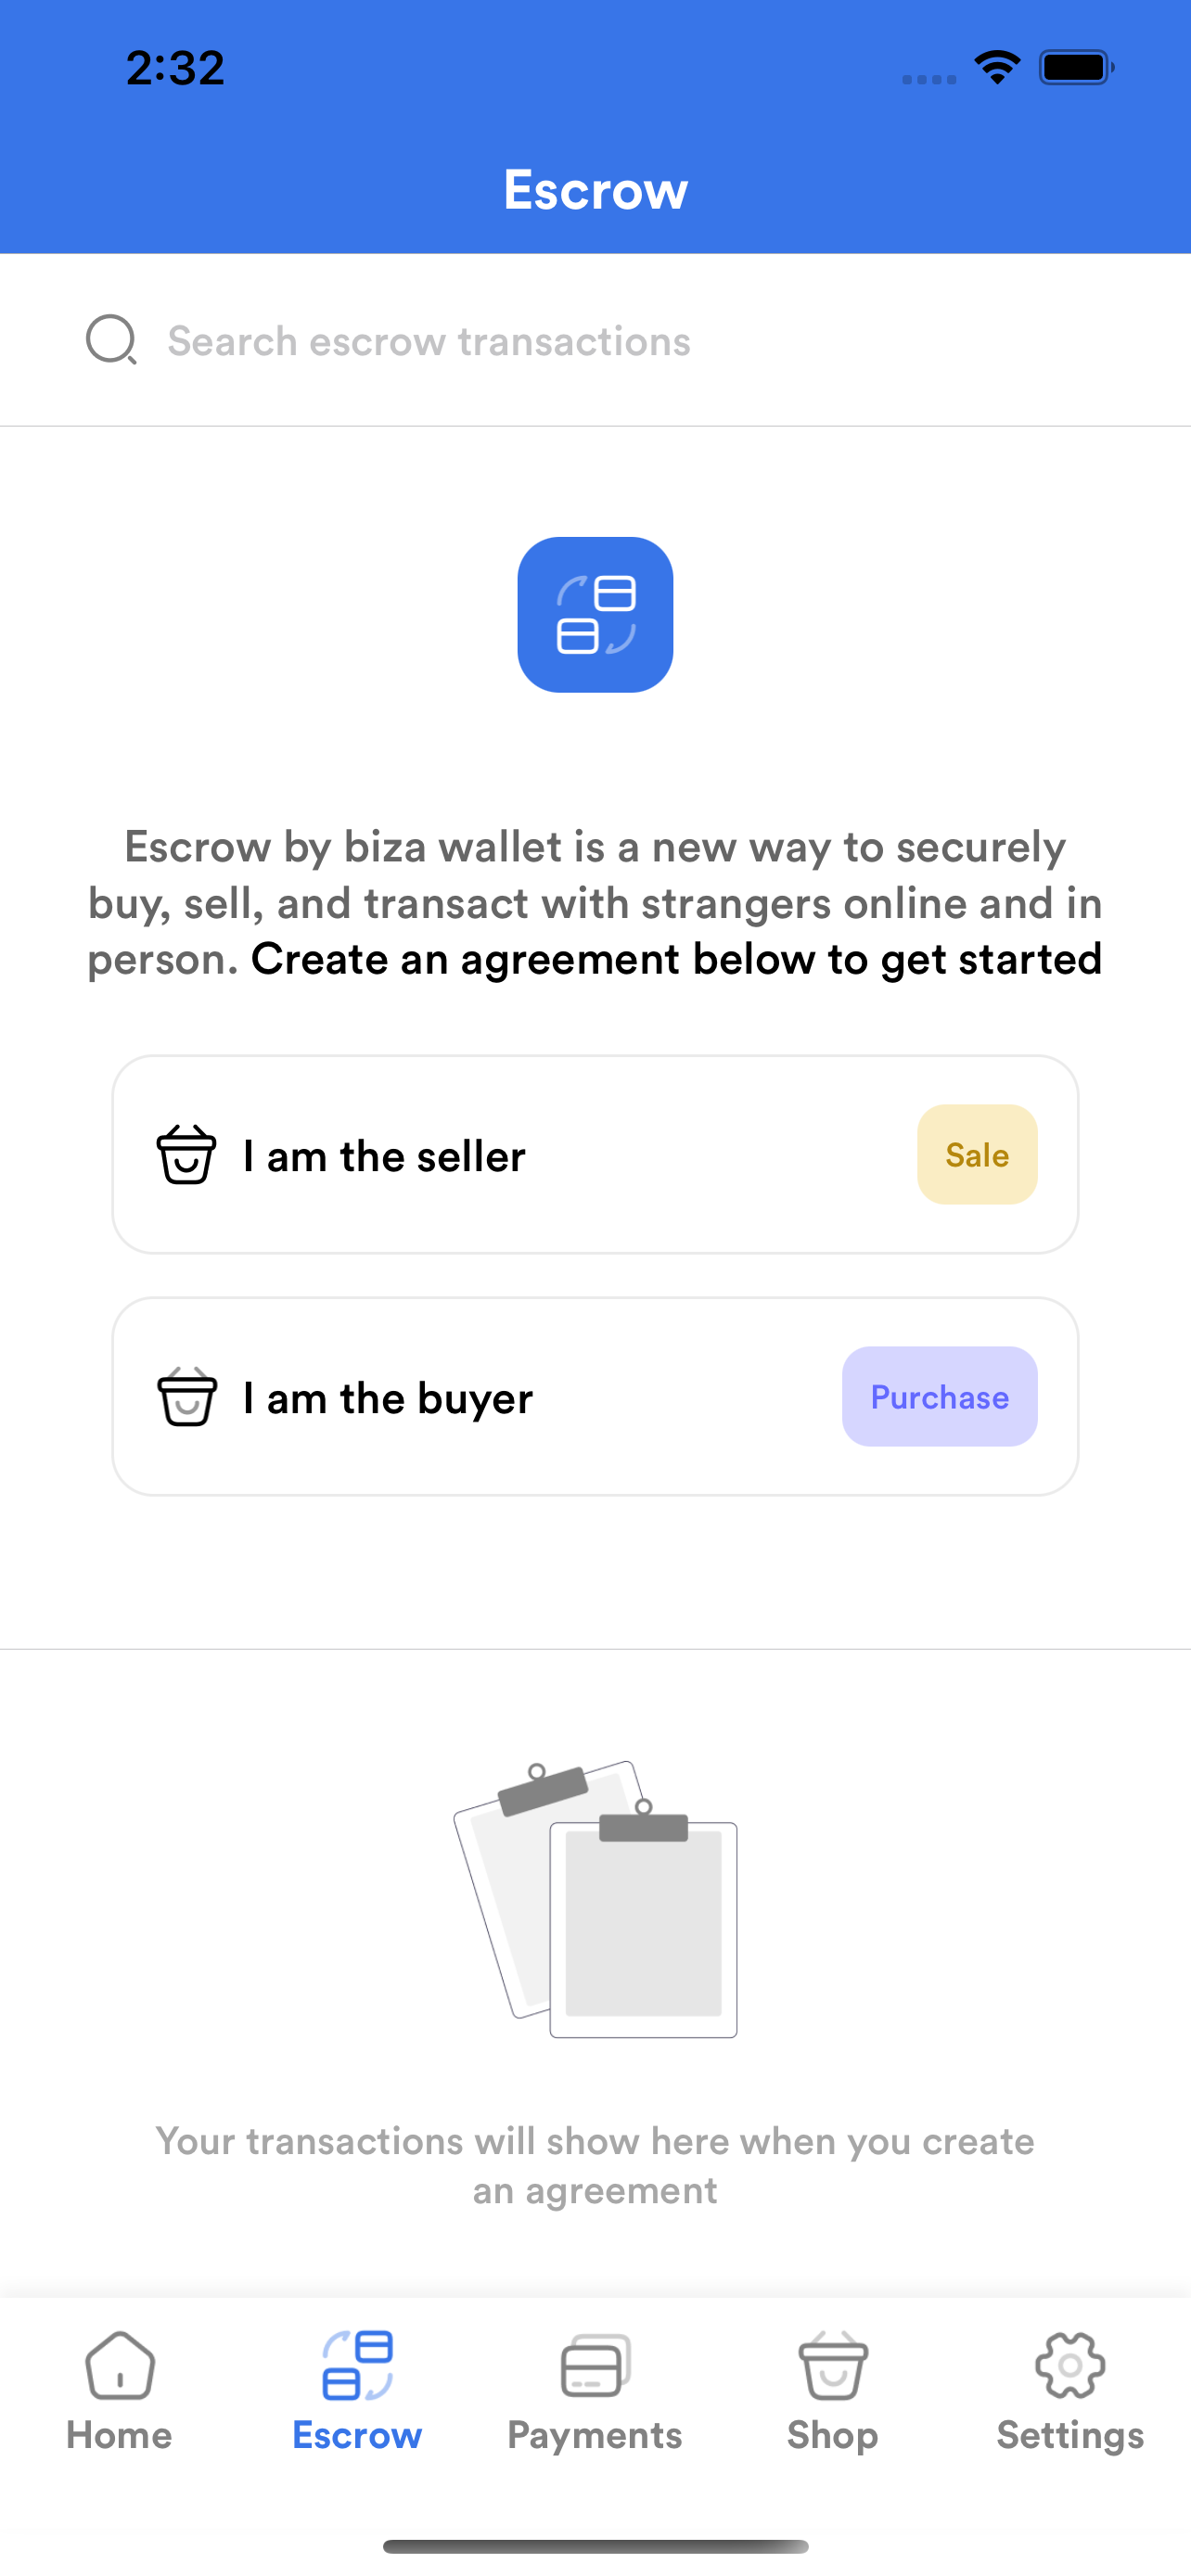 2:32
Escrow
Search escrow transactions
Escrow by biza wallet is a new way to securely
buy, sell, and transact with strangers online and in
person. Create an agreement below to get started
I am the seller
Sale
I am the buyer
Purchase
Your transactions will show here when you create
an agreement
Home
Escrow
Payments
Shop
Settings